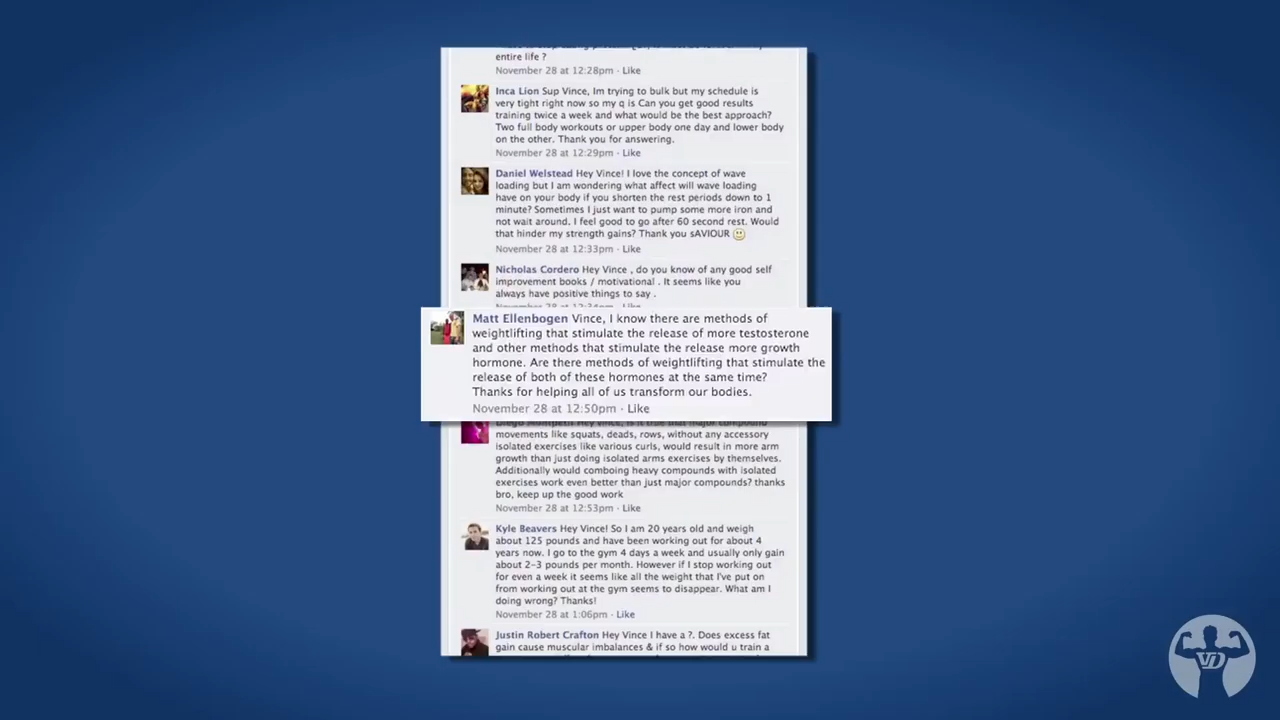 entire life ?
November 28 at 12:28pm · Like
Inca Lion Sup Vince, Im trying to bulk but my schedule is
very tight right now so my q is Can you get good results
training twice a week and what would be the best approach?
Two full body workouts or upper body one day and lower body
on the other. Thank you for answering.
November 28 at 12:29pm · Like
Daniel Welstead Hey Vince! I love the concept of wave
loading but I am wondering what affect will wave loading
have on your body if you shorten the rest periods down to 1
minute? Sometimes I just want to pump some more iron and
not wait around. I feel good to go after 60 second rest. Would
that hinder my strength gains? Thank you sAVIOUR
November 28 at 12:33pm · Like
Nicholas Cordero Hey Vince , do you know of any good self
improvement books / motivational . It seems like you
always have positive things to say .
November 28 at 12:34pm · Like
Matt Ellenbogen Vince, I know there are methods of
weightlifting that stimulate the release of more testosterone
and other methods that stimulate the release more growth
hormone. Are there methods of weightlifting that stimulate the
release of both of these hormones at the same time?
Thanks for helping all of us transform our bodies.
November 28 at 12:50pm · Like
Diego Hey Vince, is it true that major compound
movements like squats, deads, rows, without any accessory
isolated exercises like various curls, would result in more arm
growth than just doing isolated arms exercises by themselves.
Additionally would comboing heavy compounds with isolated
exercises work even better than just major compounds? thanks
bro, keep up the good work
November 28 at 12:53pm · Like
Kyle Beavers Hey Vince! So I am 20 years old and weigh
about 125 pounds and have been working out for about 4
years now. I go to the gym 4 days a week and usually only gain
about 2-3 pounds per month. However if I stop working out
for even a week it seems like all the weight that I've put on
from working out at the gym seems to disappear. What am I
doing wrong? Thanks!
November 28 at 1:06pm · Like
Justin Robert Crafton Hey Vince I have a ?. Does excess fat
gain cause muscular imbalances & if so how would u train a
VD